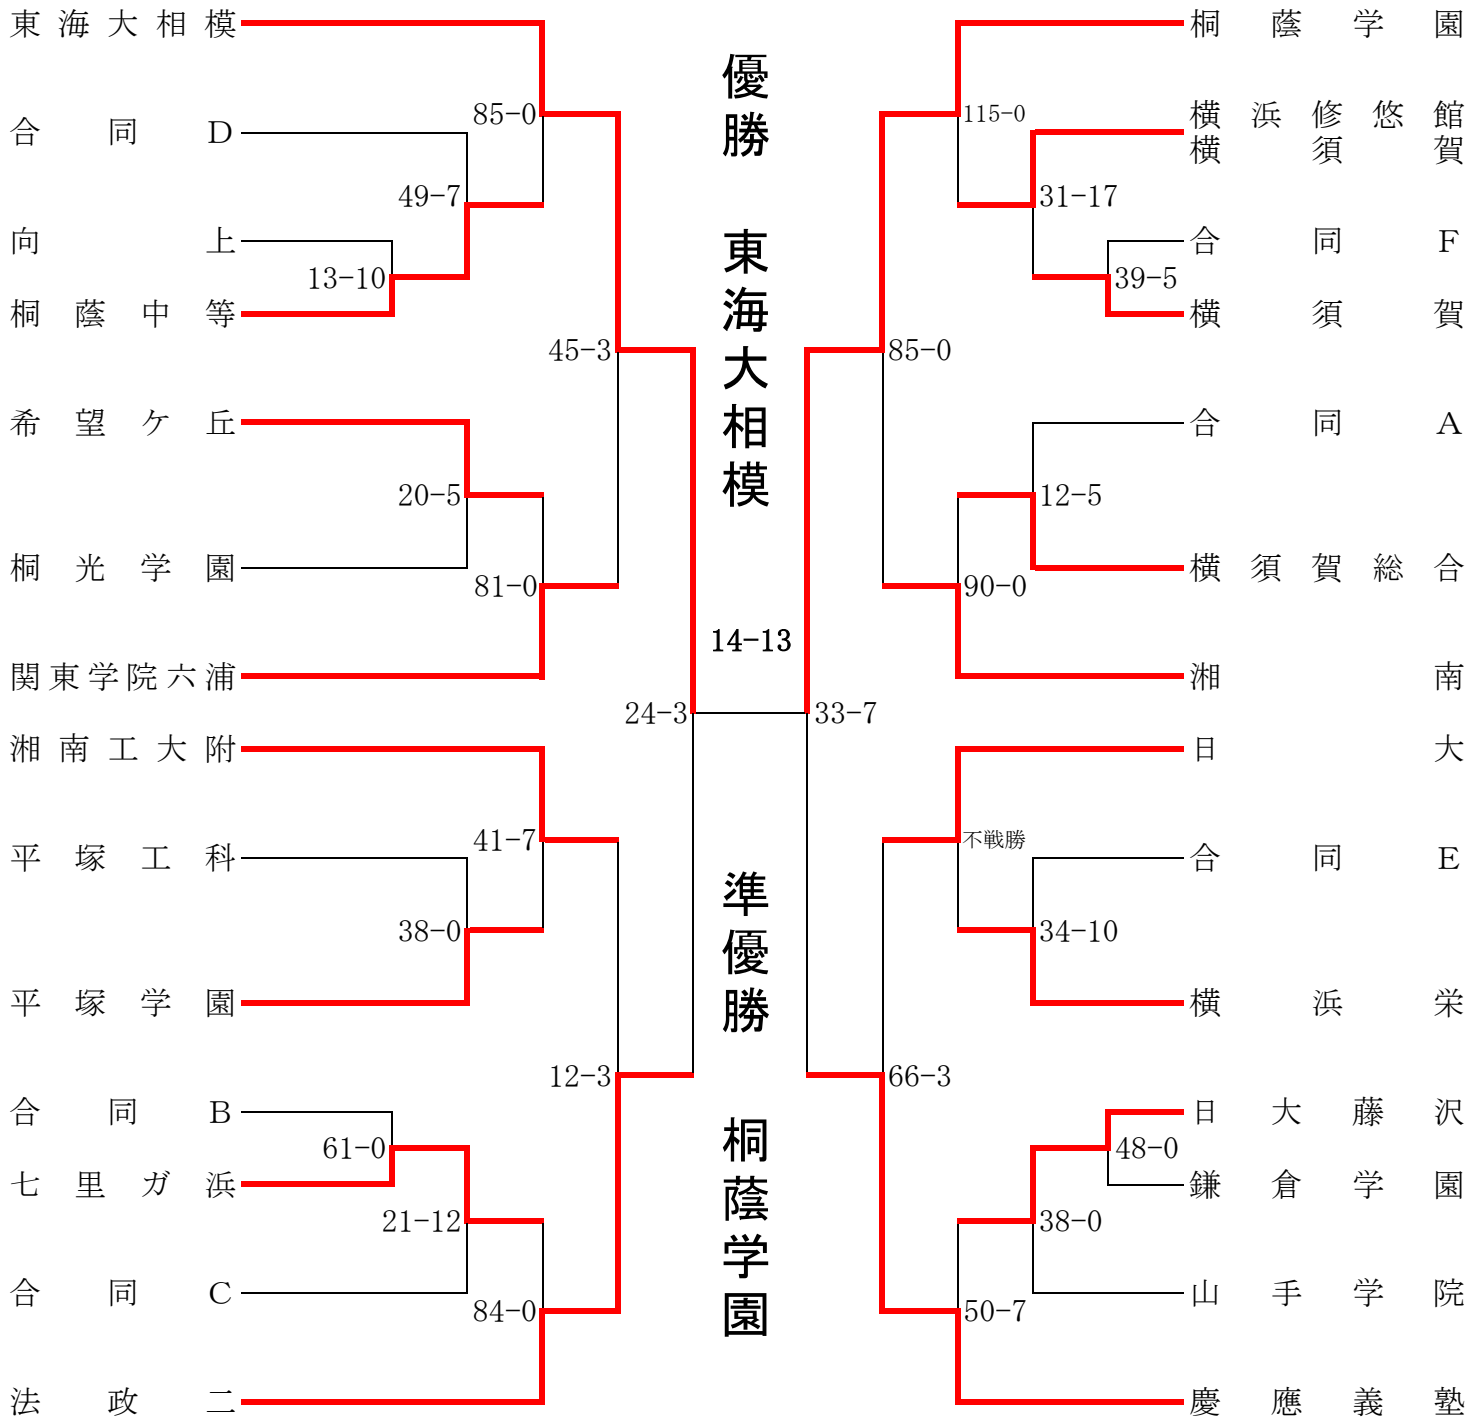 東海大相模
合同D
向上
桐蔭中等
希望ケ丘
桐光学園
関東学院六浦
湘南工大附
平塚工科
平塚学園
合同B
七里ガ浜
合同C
法政二
85-0
49-7
13-10
45-3
20-5
81-0
24-3
41-7
38-0
12-3
61-0
21-12
84-0
優勝 東海大相模
14-13
準優勝 桐蔭学園
115-0
31-17
39-5
85-0
12-5
90-0
33-7
不戦勝
34-10
66-3
48-0
38-0
50-7
桐蔭学園
横浜修悠館
横須賀
合同F
横須賀
合同A
横須賀総合
湘南
日大
合同E
横浜栄
日大藤沢
鎌倉学園
山手学院
慶應義塾